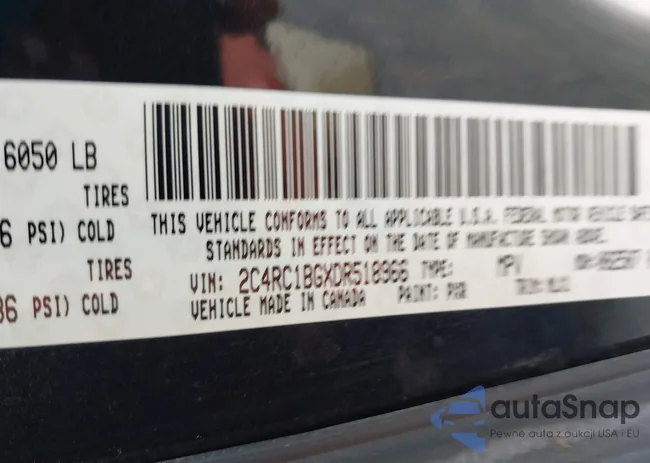 6050 LB
TIRES
6 PSI) COLD
TIRES
36 PSI) COLD
THIS VEHICLE CONFORMS TO ALL APPLICABLE U.S.A. FEDERAL MOTOR VEHICLE
STANDARDS IN EFFECT ON THE DATE OF MANUFACTURE SHOWN ABOVE.
VIN: 2C4RC1BGXDR518966 TYPE: MPV
VEHICLE MADE IN CANADA PAINT: PXR
autaSnap
Pewne auta z aukcji USA i EU